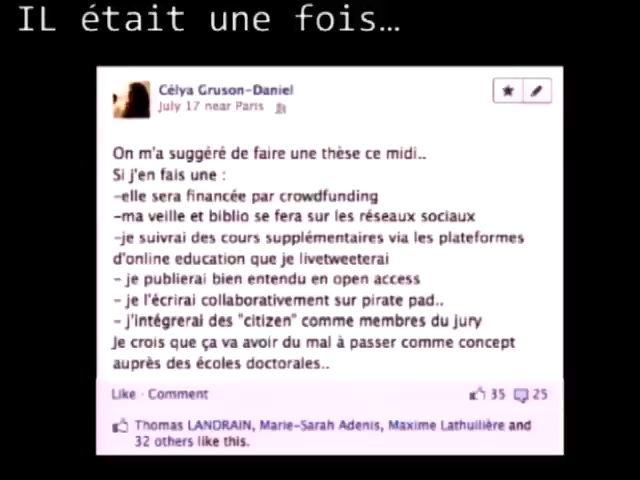 IL était une fois…
Célya Gruson-Daniel
July 17 near Paris
On m'a suggéré de faire une thèse ce midi..
Si j'en fais une :
-elle sera financée par crowdfunding
-ma veille et biblio se fera sur les réseaux sociaux
-je suivrai des cours supplémentaires via les plateformes
d'online education que je livetweeterai
- je publierai bien entendu en open access
- je l'écrirai collaborativement sur pirate pad..
- j'intégrerai des "citizen" comme membres du jury
Je crois que ça va avoir du mal à passer comme concept
auprès des écoles doctorales..
Like · Comment 35 25
Thomas LANDRAIN, Marie-Sarah Adenis, Maxime Lathuilière and
32 others like this.